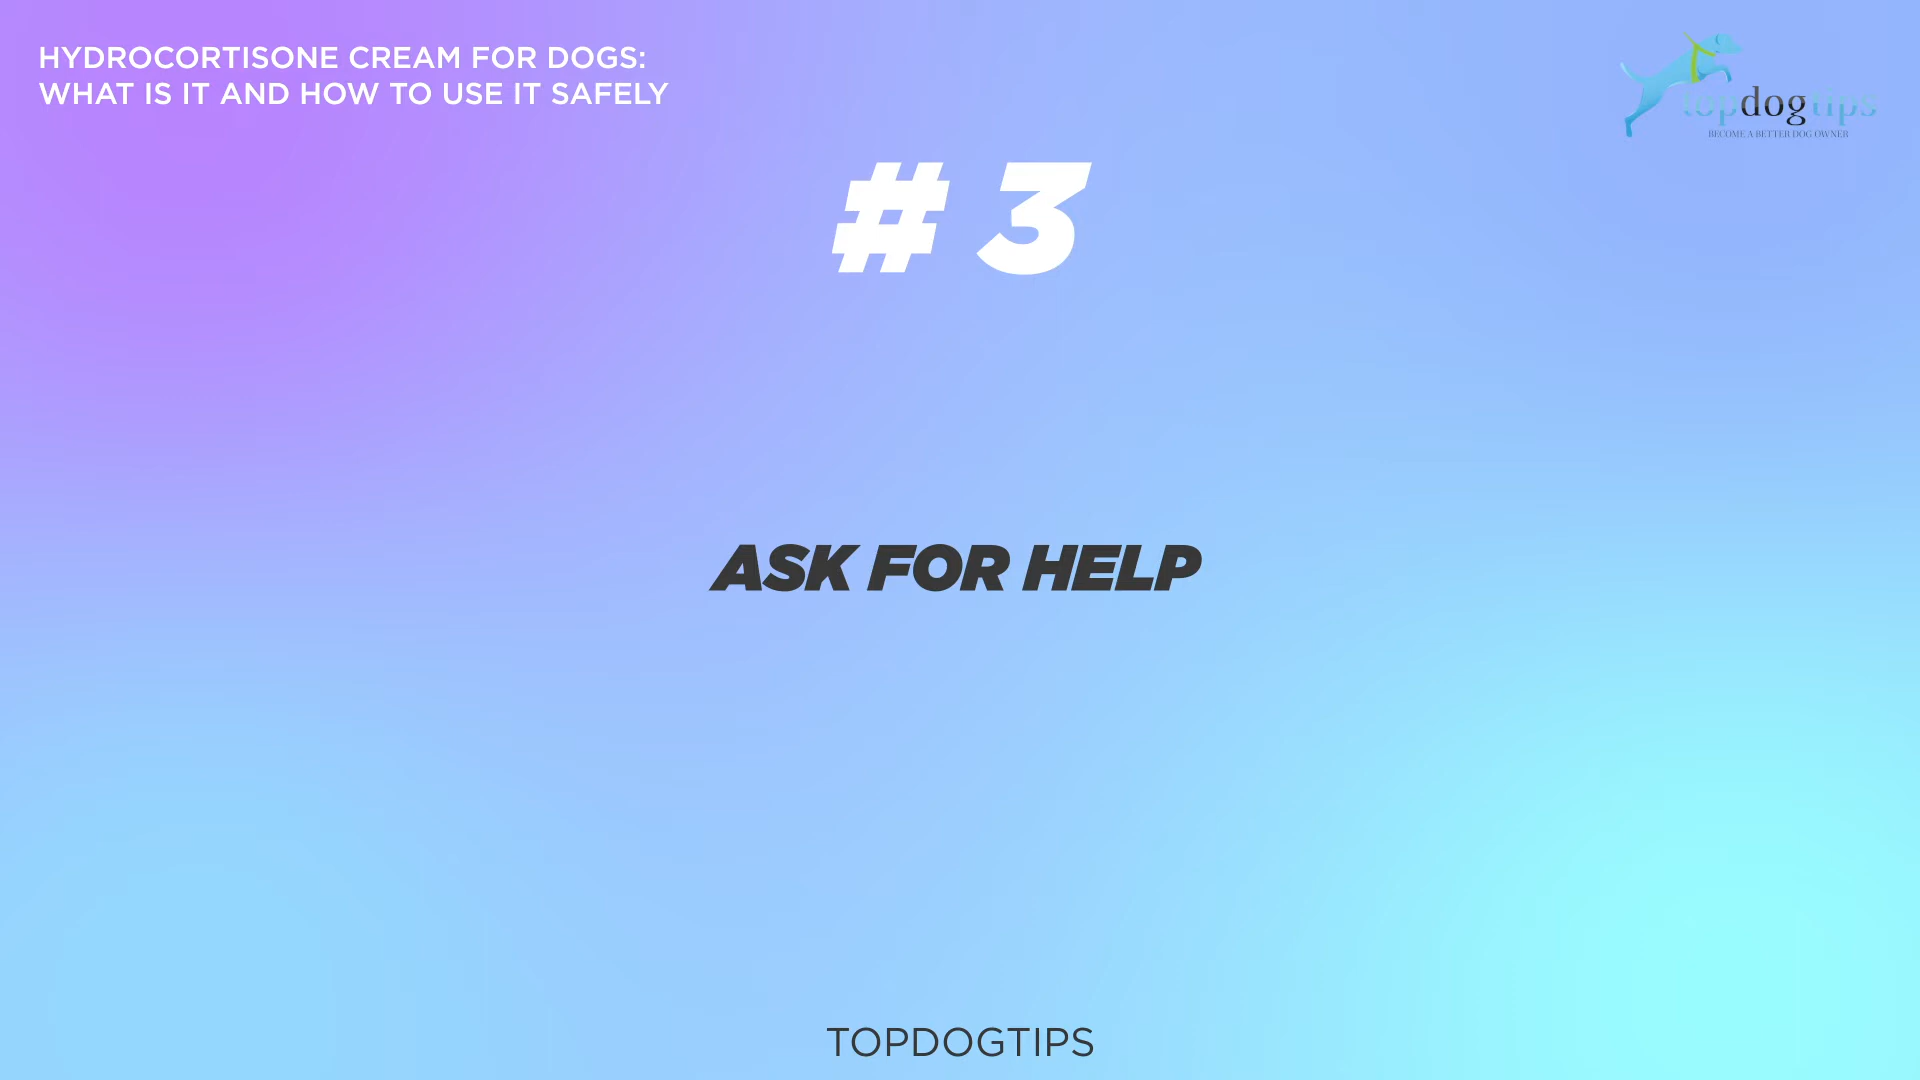 HYDROCORTISONE CREAM FOR DOGS:
WHAT IS IT AND HOW TO USE IT SAFELY
topdogtips
BECOME A BETTER DOG OWNER
# 3
ASK FOR HELP
TOPDOGTIPS